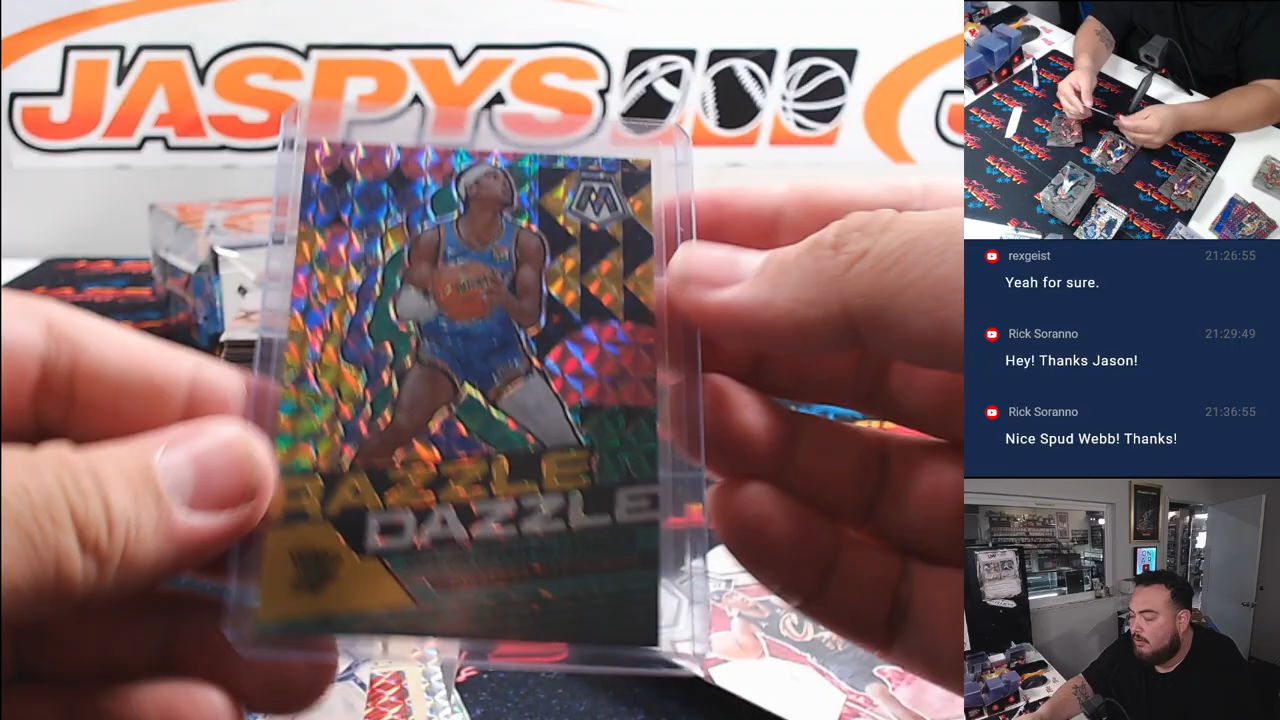 JASPYS
M
RAZZLE
DAZZLE
rexgeist 21:26:55
Yeah for sure.
Rick Soranno 21:29:49
Hey! Thanks Jason!
Rick Soranno 21:36:55
Nice Spud Webb! Thanks!